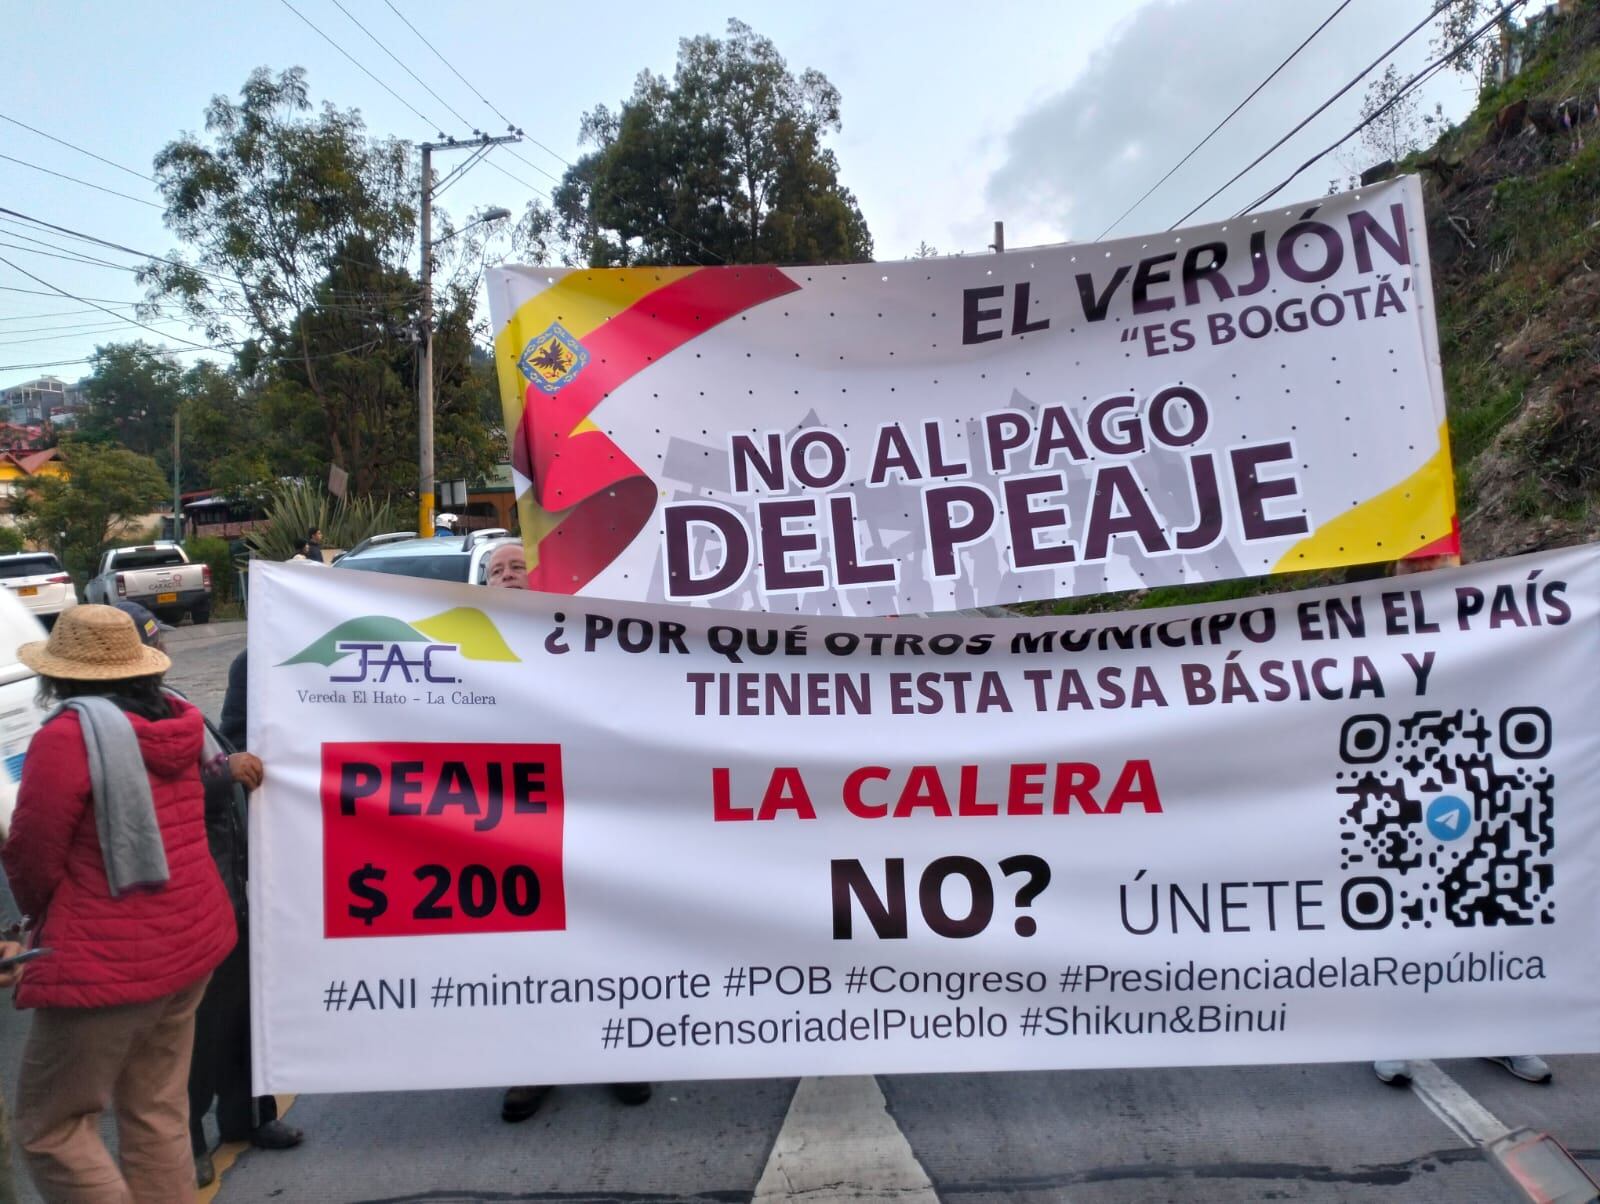 EL VERJÓN
“ES BOGOTÁ”
NO AL PAGO
DEL PEAJE
J.A.C.
Vereda El Hato - La Calera
¿POR QUÉ OTROS MUNICIPO EN EL PAÍS
TIENEN ESTA TASA BÁSICA Y
PEAJE
$ 200
LA CALERA
NO?
ÚNETE
#ANI #mintransporte #POB #Congreso #PresidenciadelaRepública
#DefensoriadelPueblo #Shikun&Binui
CARACOL